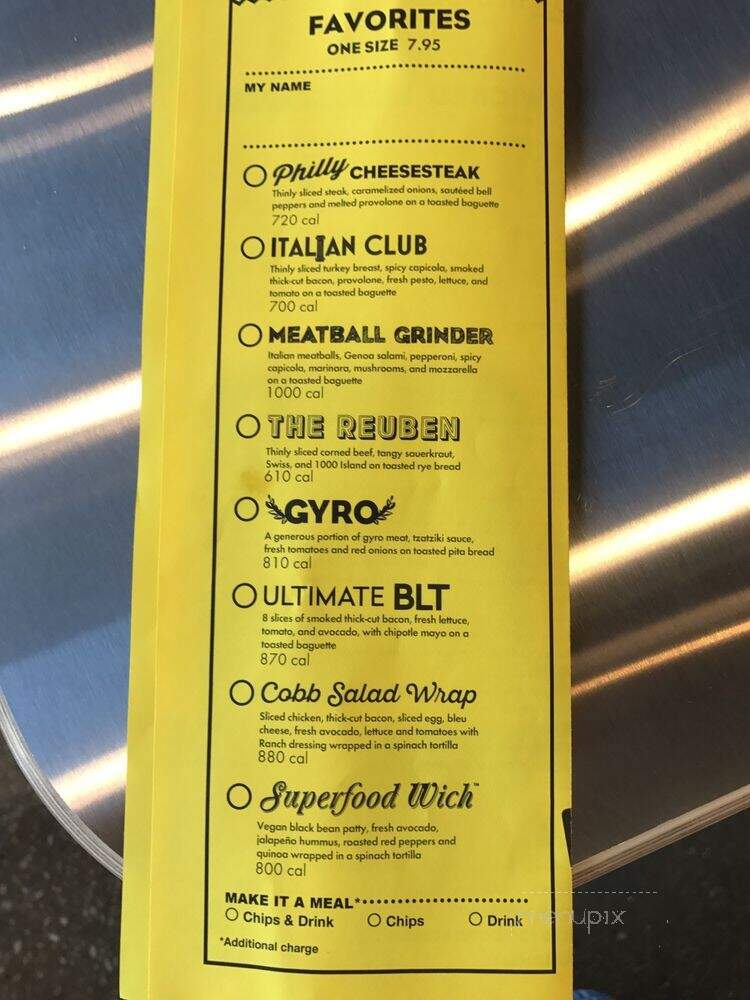 FAVORITES
ONE SIZE 7.95
MY NAME
Philly CHEESESTEAK
Thinly sliced steak, caramelized onions, sautéed bell
peppers and melted provolone on a toasted baguette
720 cal
ITALIAN CLUB
Thinly sliced turkey breast, spicy capicola, smoked
thick-cut bacon, provolone, fresh pesto, lettuce, and
tomato on a toasted baguette
700 cal
MEATBALL GRINDER
Italian meatballs, Genoa salami, pepperoni, spicy
capicola, marinara, mushrooms, and mozzarella
on a toasted baguette
1000 cal
THE REUBEN
Thinly sliced corned beef, tangy sauerkraut,
Swiss, and 1000 Island on toasted rye bread
610 cal
GYRO
A generous portion of gyro meat, tzatziki sauce,
fresh tomatoes and red onions on toasted pita bread
810 cal
ULTIMATE BLT
8 slices of smoked thick-cut bacon, fresh lettuce,
tomato, and avocado, with chipotle mayo on a
toasted baguette
870 cal
Cobb Salad Wrap
Sliced chicken, thick-cut bacon, sliced egg, bleu
cheese, fresh avocado, lettuce and tomatoes with
Ranch dressing wrapped in a spinach tortilla
880 cal
Superfood Wich™
Vegan black bean patty, fresh avocado,
jalapeño hummus, roasted red peppers and
quinoa wrapped in a spinach tortilla
800 cal
MAKE IT A MEAL*
Chips & Drink Chips Drink
*Additional charge
menupix